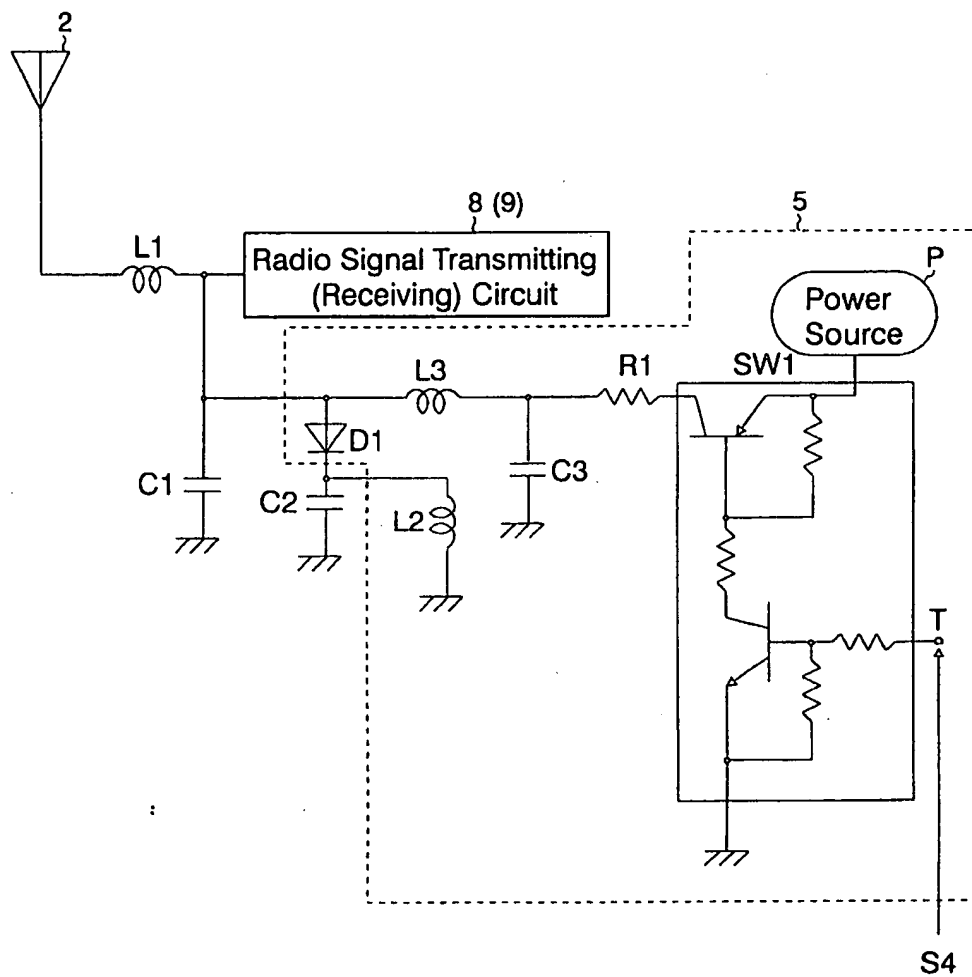 2
8 (9)
5
L1
Radio Signal Transmitting
(Receiving) Circuit
P
Power
Source
L3
R1
SW1
D1
C1
C2
L2
C3
T
S4